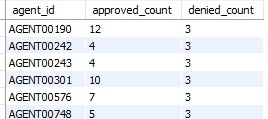 agent_id approved_count denied_count
AGENT00190 12 3
AGENT00242 4 3
AGENT00243 4 3
AGENT00301 10 3
AGENT00576 7 3
AGENT00748 5 3